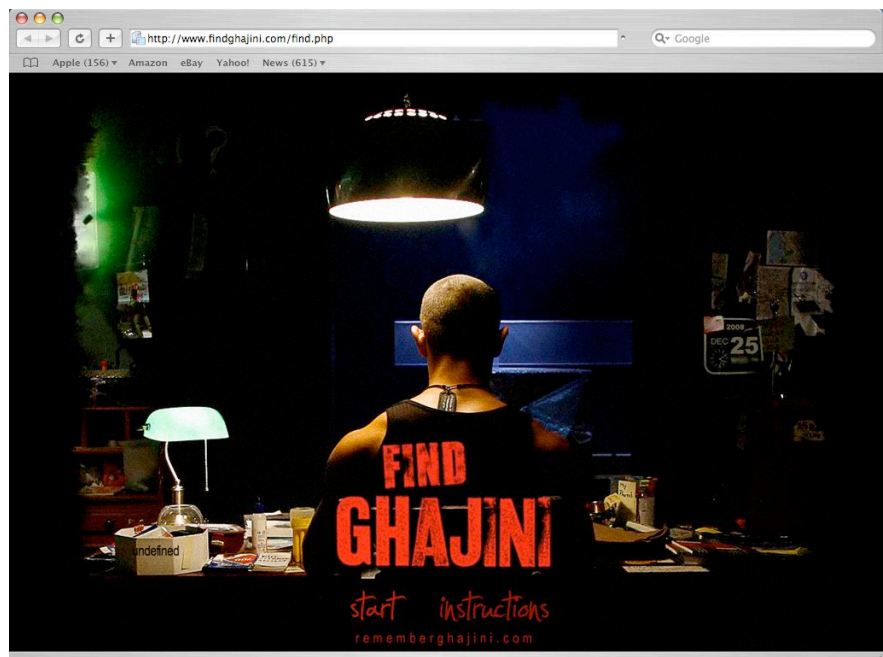 http://www.findghajini.com/find.php
Google
Apple (156) Amazon eBay Yahoo! News (615)
2008
DEC 25
My
undefined
FIND
GHAJINI
start instructions
rememberghajini.com